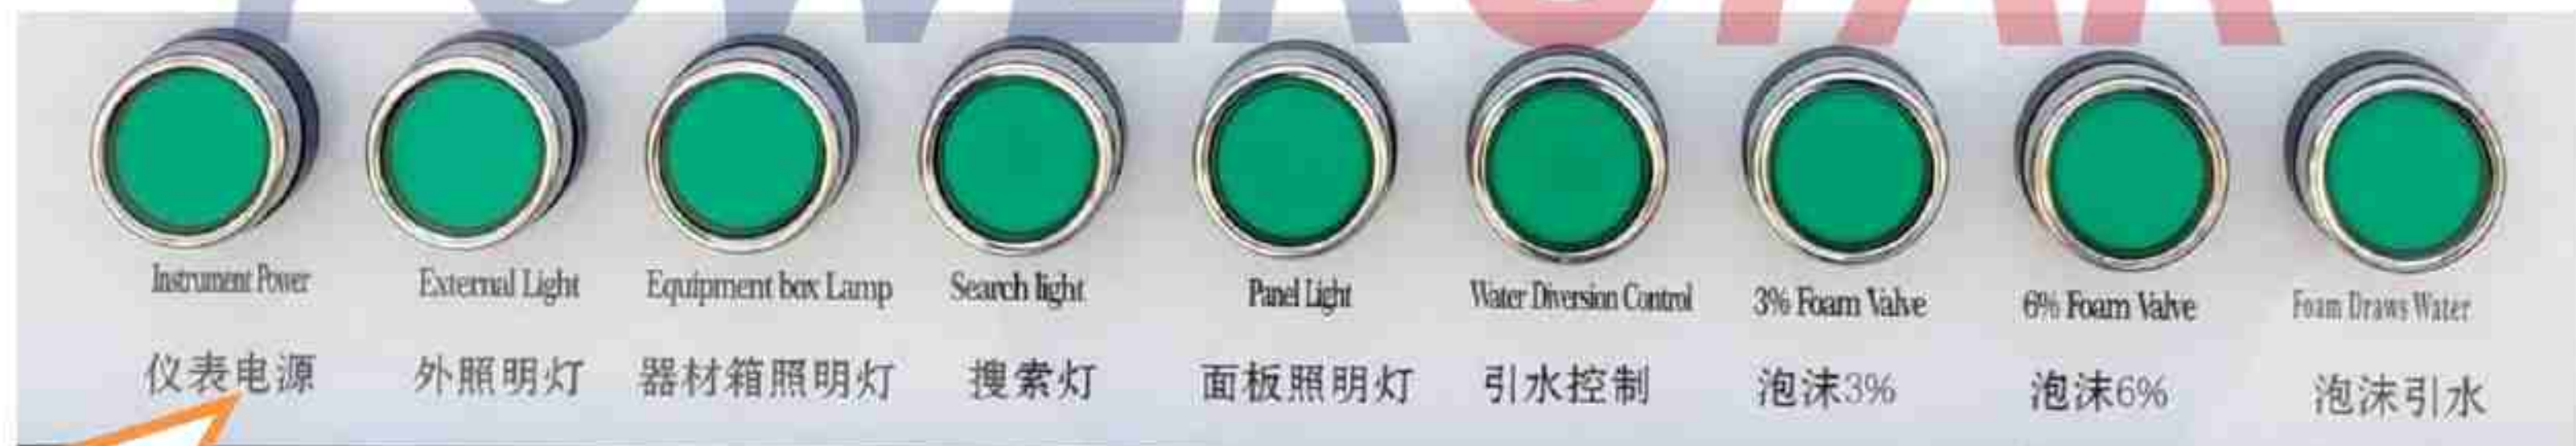 POWERSTAR
Instrument Power
External Light
Equipment box Lamp
Search light
Panel Light
Water Diversion Control
3% Foam Valve
6% Foam Valve
Foam Draws Water
仪表电源
外照明灯
器材箱照明灯
搜索灯
面板照明灯
引水控制
泡沫3%
泡沫6%
泡沫引水